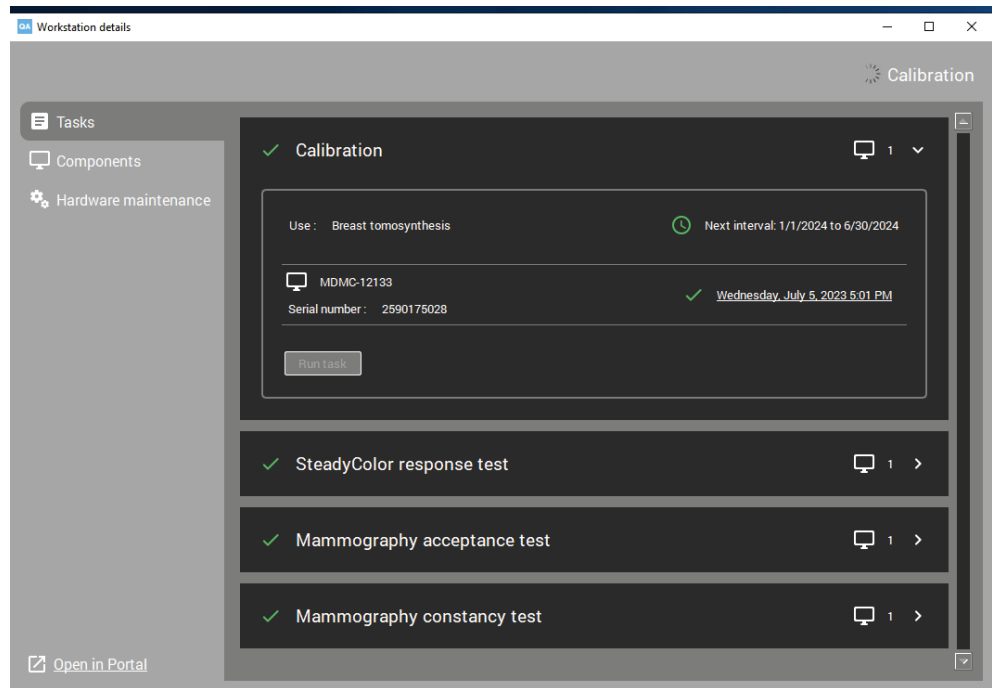 QA Workstation details
Calibration
Tasks
Components
Hardware maintenance
Calibration 1
Use : Breast tomosynthesis Next interval: 1/1/2024 to 6/30/2024
MDMC-12133
Serial number : 2590175028
Wednesday, July 5, 2023 5:01 PM
Run task
SteadyColor response test 1
Mammography acceptance test 1
Mammography constancy test 1
Open in Portal